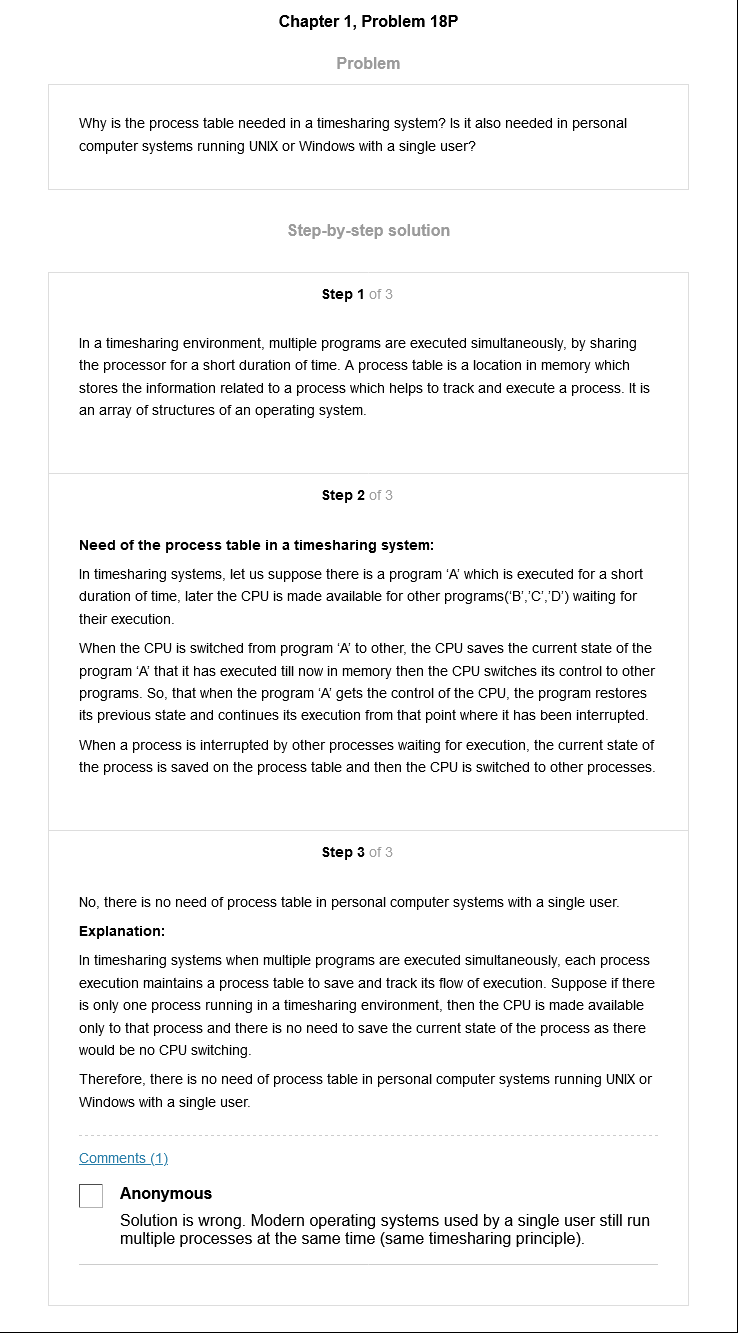 Chapter 1, Problem 18P
Problem
Why is the process table needed in a timesharing system? Is it also needed in personal
computer systems running UNIX or Windows with a single user?
Step-by-step solution
Step 1 of 3
In a timesharing environment, multiple programs are executed simultaneously, by sharing
the processor for a short duration of time. A process table is a location in memory which
stores the information related to a process which helps to track and execute a process. It is
an array of structures of an operating system.
Step 2 of 3
Need of the process table in a timesharing system:
In timesharing systems, let us suppose there is a program ‘A’ which is executed for a short
duration of time, later the CPU is made available for other programs(‘B’,’C’,’D’) waiting for
their execution.
When the CPU is switched from program ‘A’ to other, the CPU saves the current state of the
program ‘A’ that it has executed till now in memory then the CPU switches its control to other
programs. So, that when the program ‘A’ gets the control of the CPU, the program restores
its previous state and continues its execution from that point where it has been interrupted.
When a process is interrupted by other processes waiting for execution, the current state of
the process is saved on the process table and then the CPU is switched to other processes.
Step 3 of 3
No, there is no need of process table in personal computer systems with a single user.
Explanation:
In timesharing systems when multiple programs are executed simultaneously, each process
execution maintains a process table to save and track its flow of execution. Suppose if there
is only one process running in a timesharing environment, then the CPU is made available
only to that process and there is no need to save the current state of the process as there
would be no CPU switching.
Therefore, there is no need of process table in personal computer systems running UNIX or
Windows with a single user.
Comments (1)
Anonymous
Solution is wrong. Modern operating systems used by a single user still run
multiple processes at the same time (same timesharing principle).